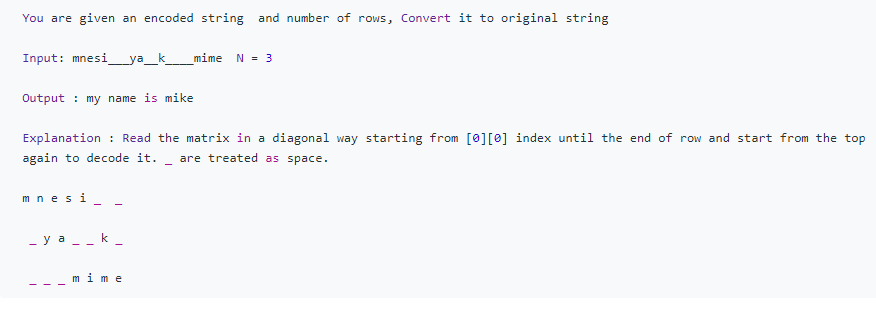 You are given an encoded string  and number of rows, Convert it to original string
Input: mnesi___ya__k____mime  N = 3
Output : my name is mike
Explanation : Read the matrix in a diagonal way starting from [0][0] index until the end of row and start from the top
again to decode it. _ are treated as space.
m n e s i _ _
_ y a _ _ k _
_ _ _ m i m e